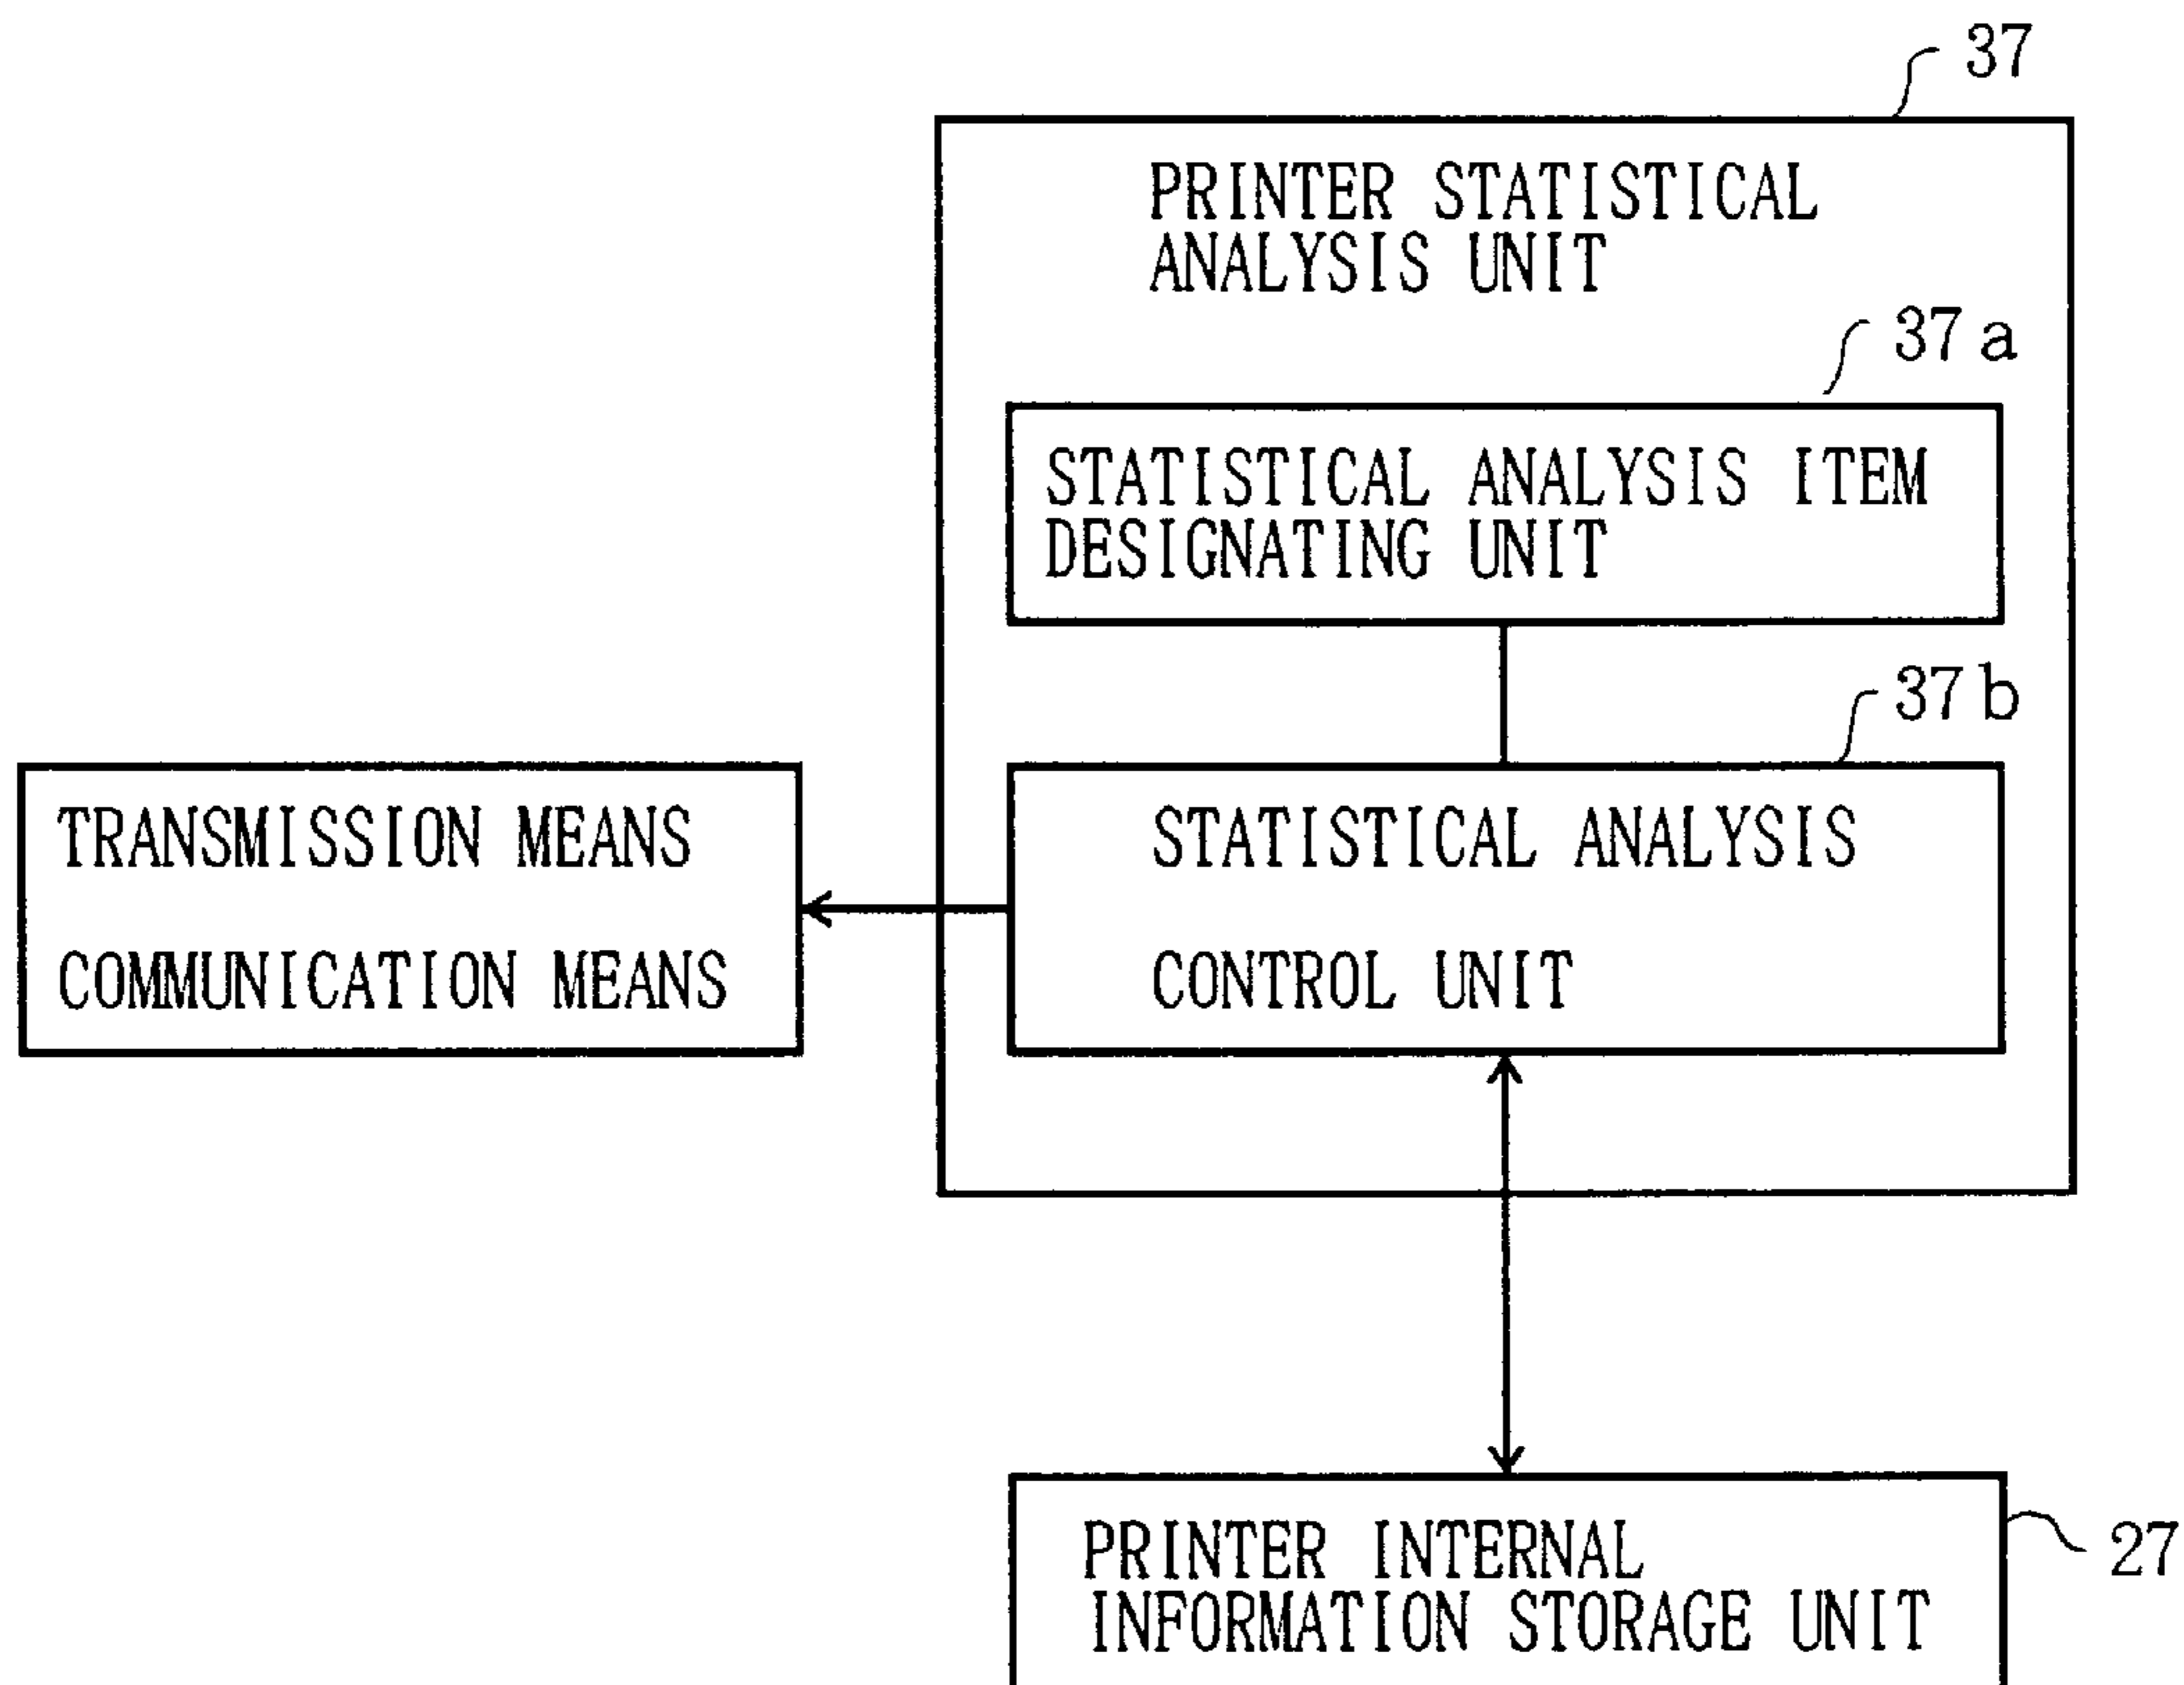 37
PRINTER STATISTICAL
ANALYSIS UNIT
37a
STATISTICAL ANALYSIS ITEM
DESIGNATING UNIT
37b
STATISTICAL ANALYSIS
CONTROL UNIT
TRANSMISSION MEANS
COMMUNICATION MEANS
PRINTER INTERNAL
INFORMATION STORAGE UNIT
27